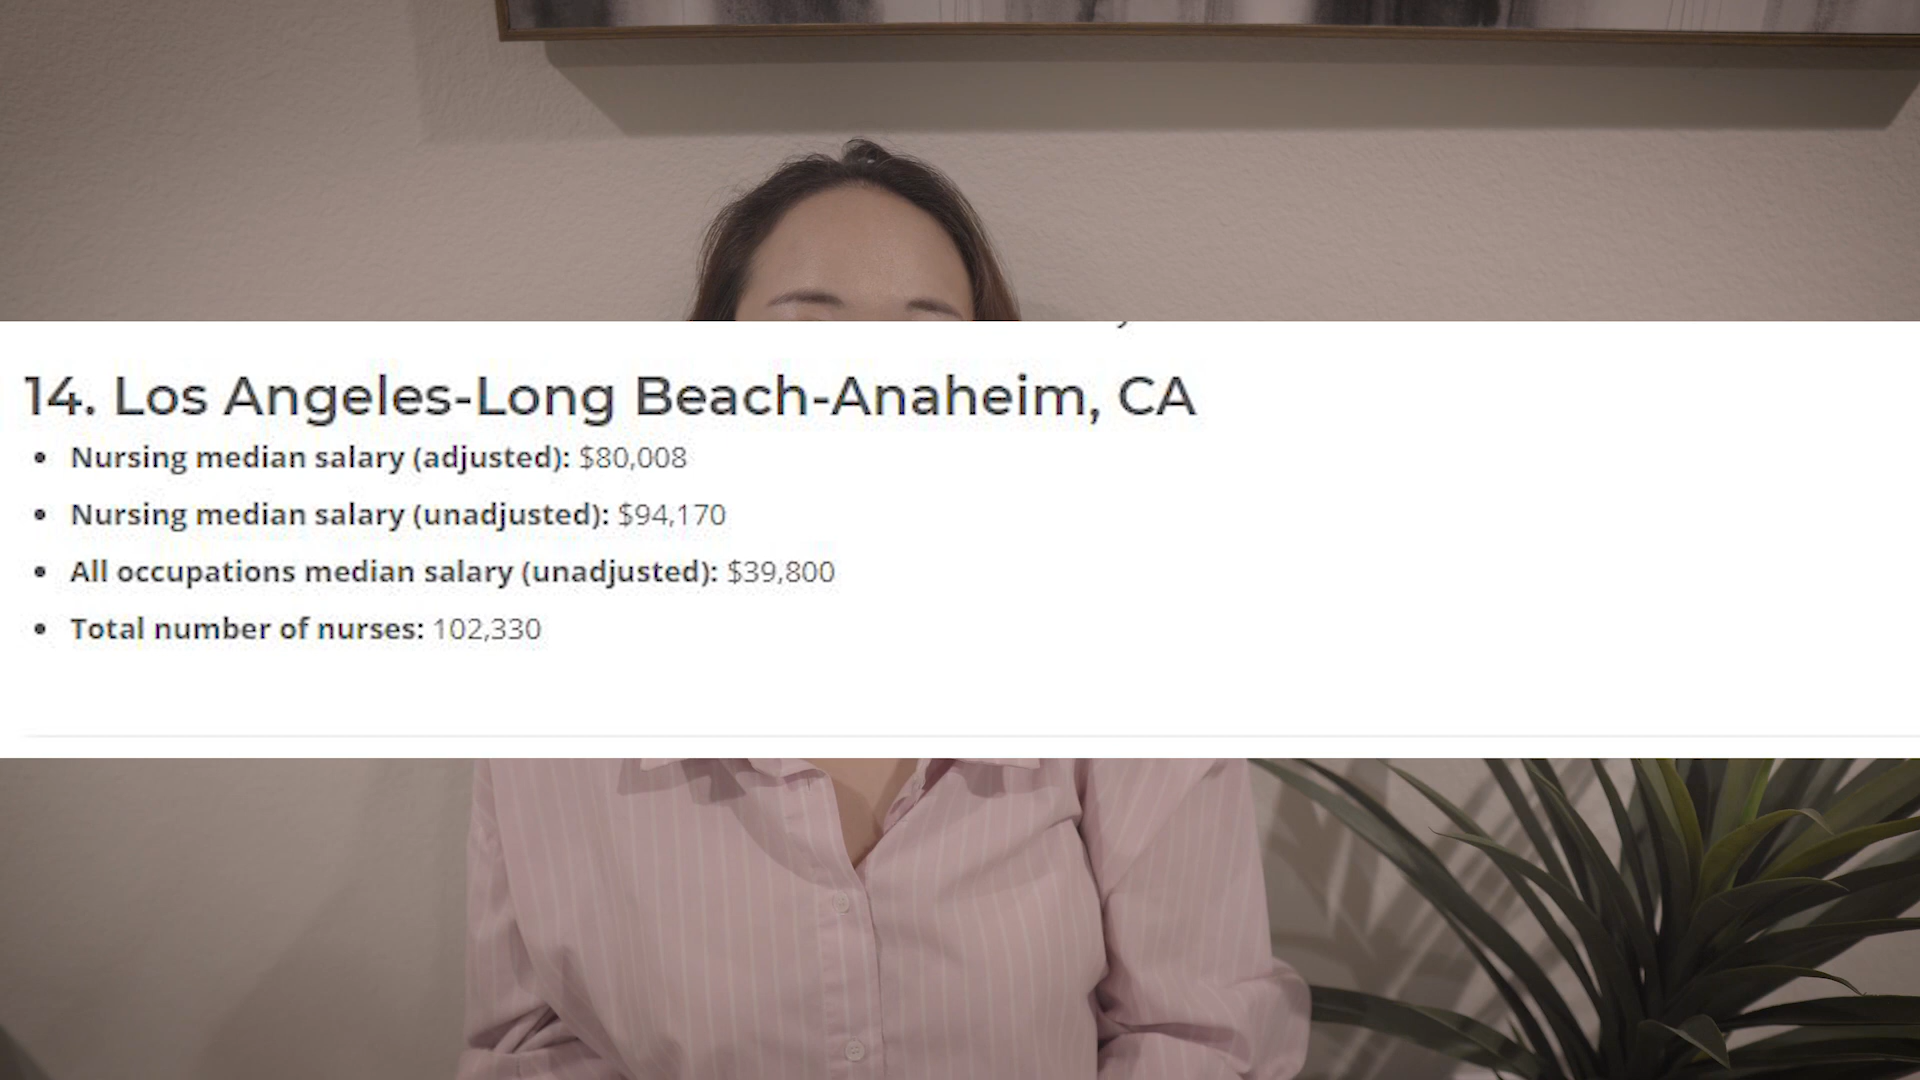 14. Los Angeles-Long Beach-Anaheim, CA
• Nursing median salary (adjusted): $80,008
• Nursing median salary (unadjusted): $94,170
• All occupations median salary (unadjusted): $39,800
• Total number of nurses: 102,330